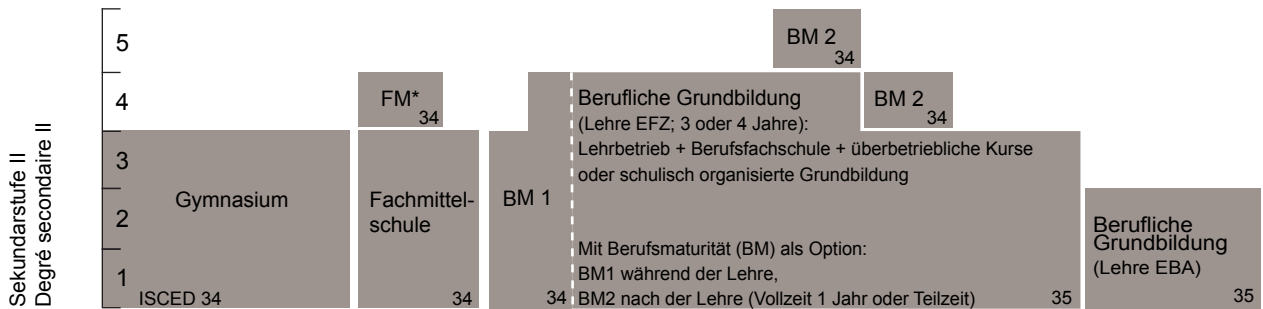 Sekundarstufe II
Degré secondaire II
5
4
3
2
1
Gymnasium
ISCED 34
FM*
34
Fachmittel-
schule
34
BM 1
34
Berufliche Grundbildung
(Lehre EFZ; 3 oder 4 Jahre):
Lehrbetrieb + Berufsfachschule + überbetriebliche Kurse
oder schulisch organisierte Grundbildung
Mit Berufsmaturität (BM) als Option:
BM1 während der Lehre,
BM2 nach der Lehre (Vollzeit 1 Jahr oder Teilzeit)
35
BM 2
34
BM 2
34
Berufliche
Grundbildung
(Lehre EBA)
35